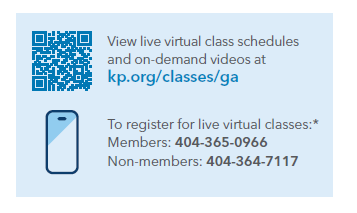 View live virtual class schedules
and on-demand videos at
kp.org/classes/ga
To register for live virtual classes:*
Members: 404-365-0966
Non-members: 404-364-7117